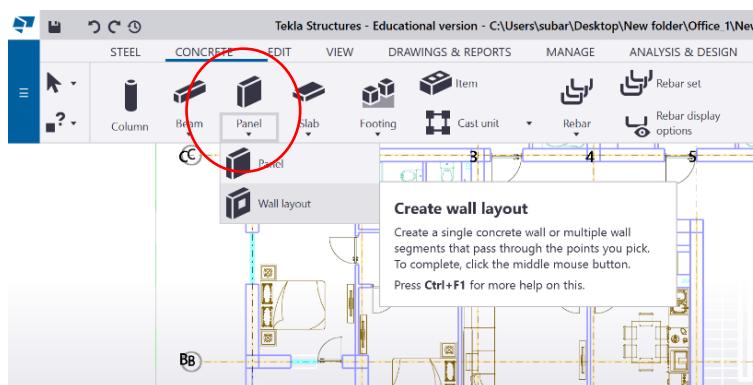 Tekla Structures - Educational version - C:\Users\subar\Desktop\New folder\Office_1\Nev
STEEL CONCRETE EDIT VIEW DRAWINGS & REPORTS MANAGE ANALYSIS & DESIGN
Item
Rebar set
Column Beam Panel Slab Footing Cast unit Rebar
Rebar display
options
CC 3 4 5
Panel
Wall layout
Create wall layout
Create a single concrete wall or multiple wall
segments that pass through the points you pick.
To complete, click the middle mouse button.
Press Ctrl+F1 for more help on this.
BB